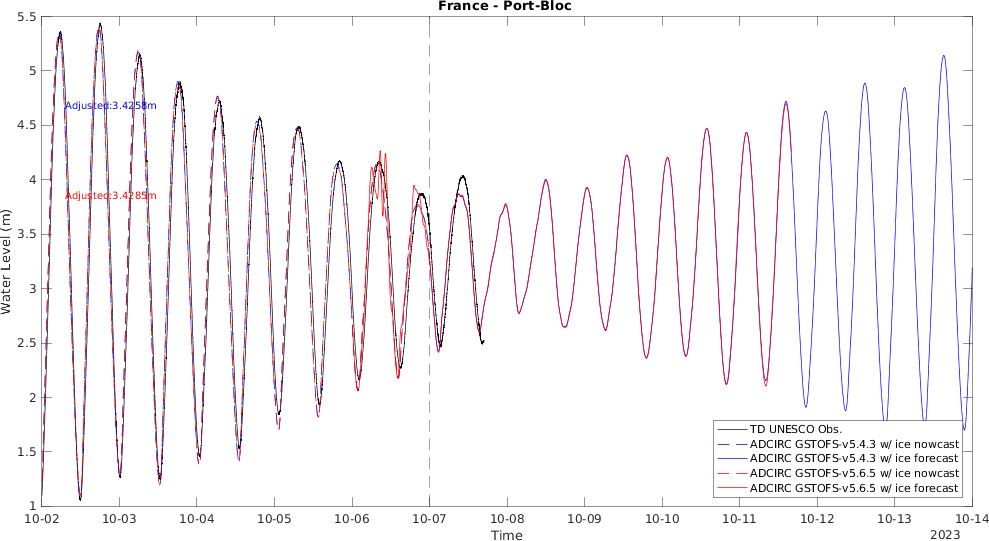 France - Port-Bloc
5.5
5
4.5
4
3.5
3
2.5
2
1.5
1
Water Level (m)
Adjusted:3.4258m
Adjusted:3.4285m
TD UNESCO Obs.
ADCIRC GSTOFS-v5.4.3 w/ ice nowcast
ADCIRC GSTOFS-v5.4.3 w/ ice forecast
ADCIRC GSTOFS-v5.6.5 w/ ice nowcast
ADCIRC GSTOFS-v5.6.5 w/ ice forecast
10-02 10-03 10-04 10-05 10-06 10-07 10-08 10-09 10-10 10-11 10-12 10-13 10-14
Time
2023